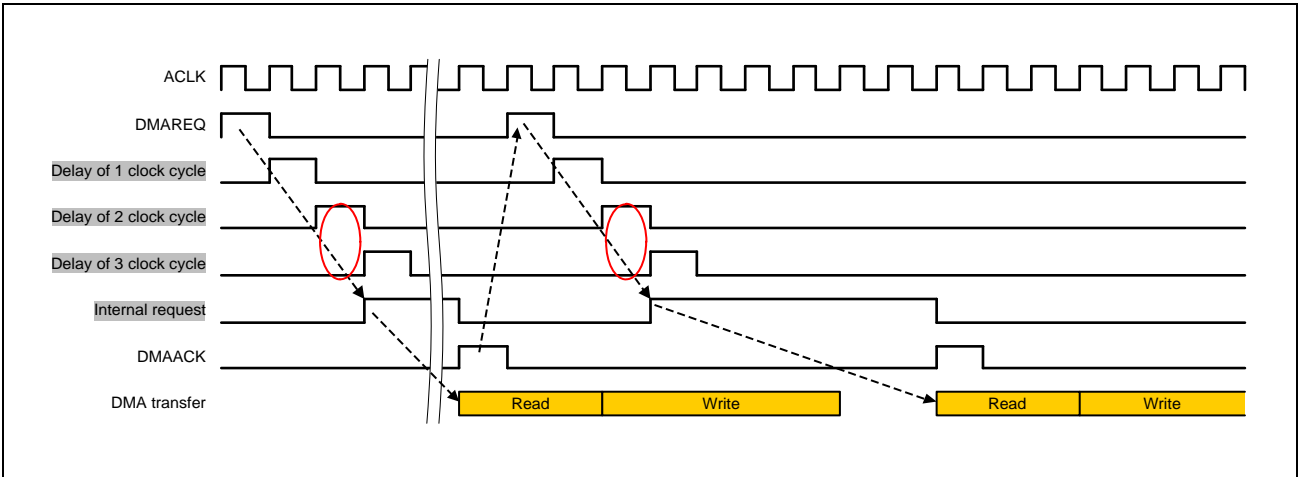 ACLK
DMAREQ
Delay of 1 clock cycle
Delay of 2 clock cycle
Delay of 3 clock cycle
Internal request
DMAACK
DMA transfer Read Write Read Write